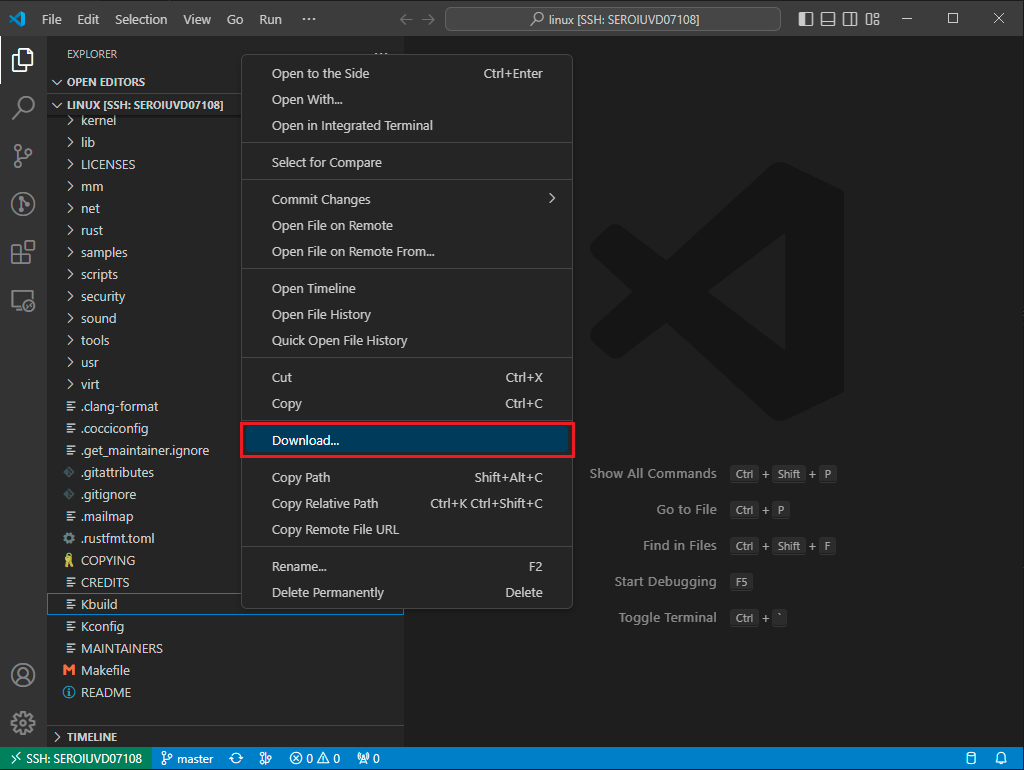 File Edit Selection View Go Run ···
linux [SSH: SEROIUVD07108]
EXPLORER
OPEN EDITORS
LINUX [SSH: SEROIUVD07108]
kernel
lib
LICENSES
mm
net
rust
samples
scripts
security
sound
tools
usr
virt
.clang-format
.cocciconfig
.get_maintainer.ignore
.gitattributes
.gitignore
.mailmap
.rustfmt.toml
COPYING
CREDITS
Kbuild
Kconfig
MAINTAINERS
Makefile
README
TIMELINE
Open to the Side Ctrl+Enter
Open With...
Open in Integrated Terminal
Select for Compare
Commit Changes
Open File on Remote
Open File on Remote From...
Open Timeline
Open File History
Quick Open File History
Cut Ctrl+X
Copy Ctrl+C
Download...
Copy Path Shift+Alt+C
Copy Relative Path Ctrl+K Ctrl+Shift+C
Copy Remote File URL
Rename... F2
Delete Permanently Delete
Show All Commands Ctrl + Shift + P
Go to File Ctrl + P
Find in Files Ctrl + Shift + F
Start Debugging F5
Toggle Terminal Ctrl + `
SSH: SEROIUVD07108 master 0 0 0